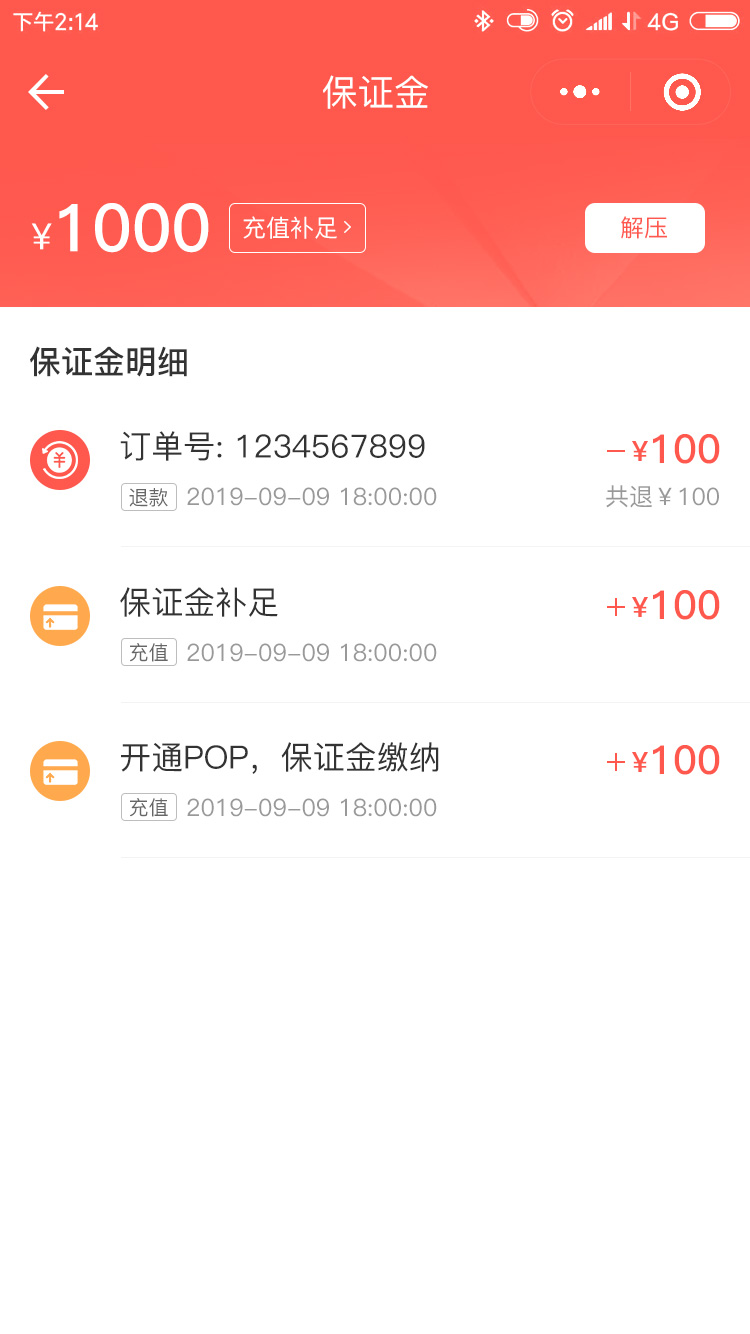 下午2:14 4G
保证金
¥1000 充值补足> 解压
保证金明细
订单号: 1234567899 –¥100
退款 2019–09–09 18:00:00 共退¥100
保证金补足 +¥100
充值 2019–09–09 18:00:00
开通POP，保证金缴纳 +¥100
充值 2019–09–09 18:00:00